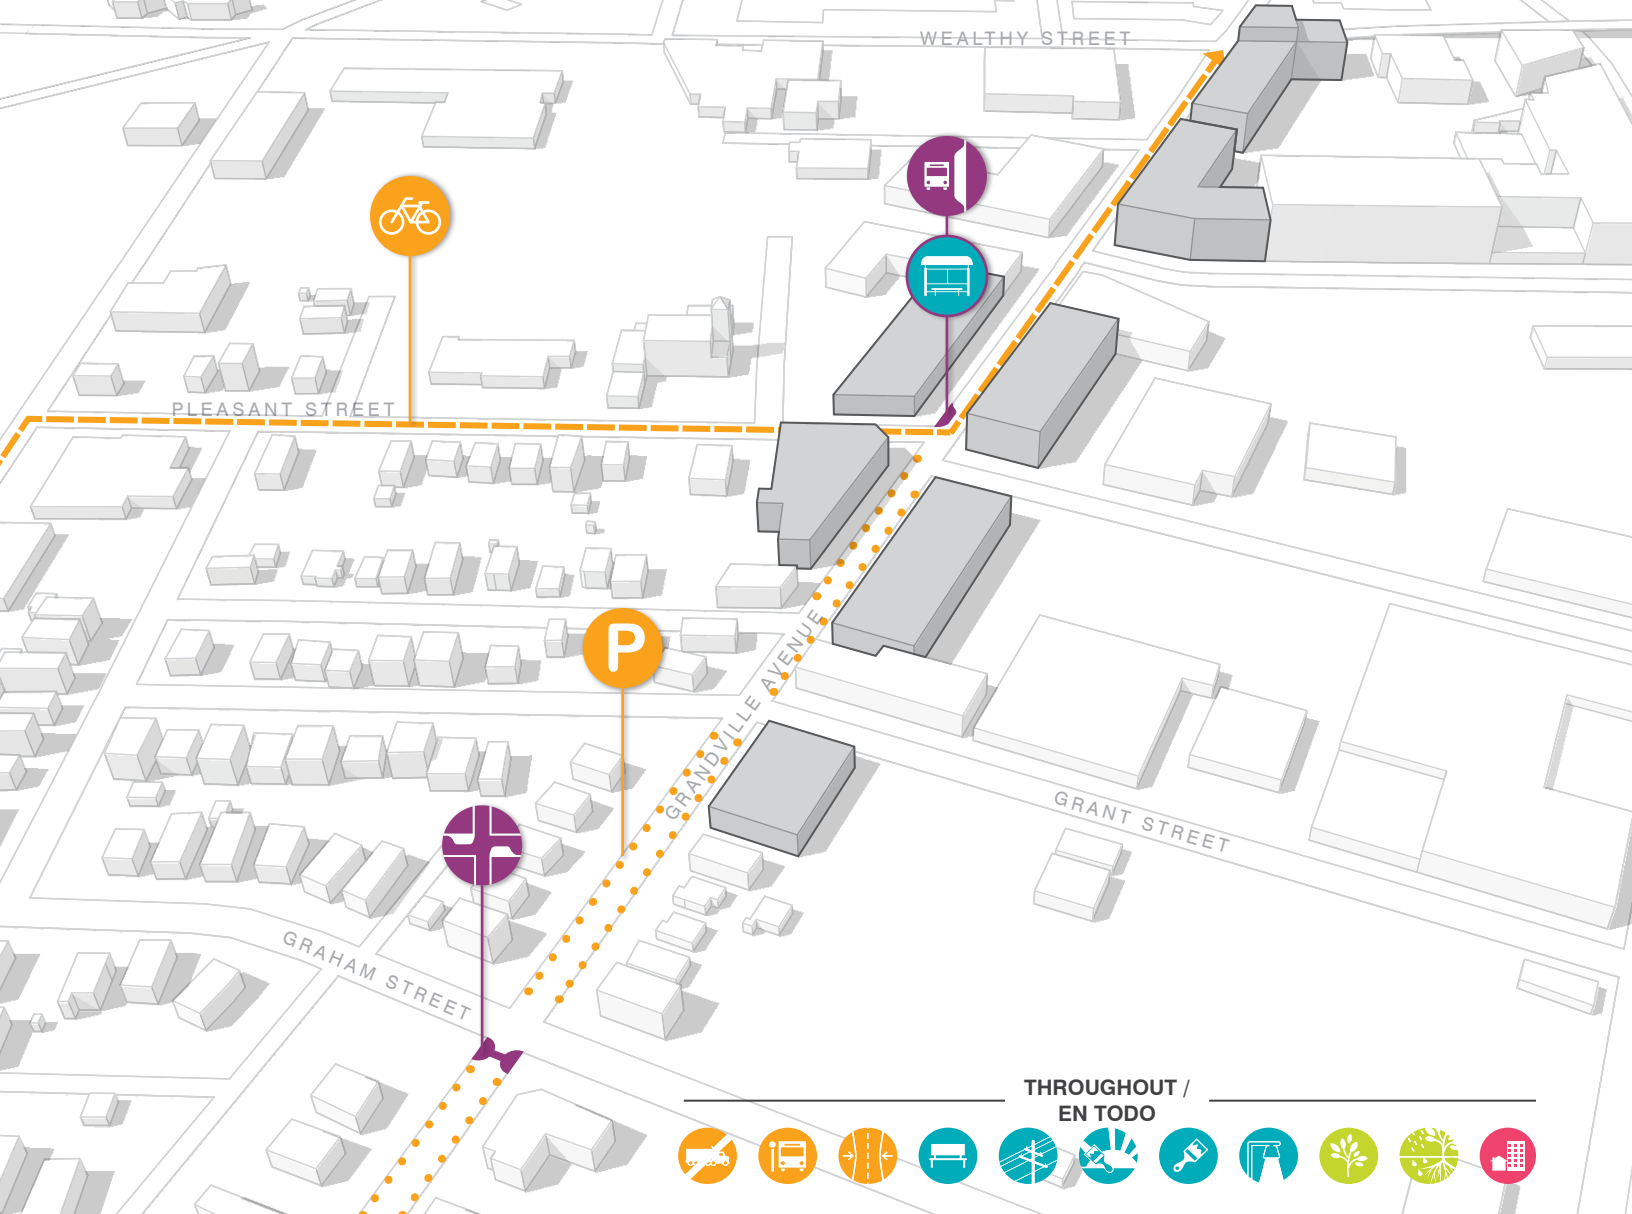 WEALTHY STREET
PLEASANT STREET
P
GRANDVILLE AVENUE
GRANT STREET
GRAHAM STREET
THROUGHOUT /
EN TODO